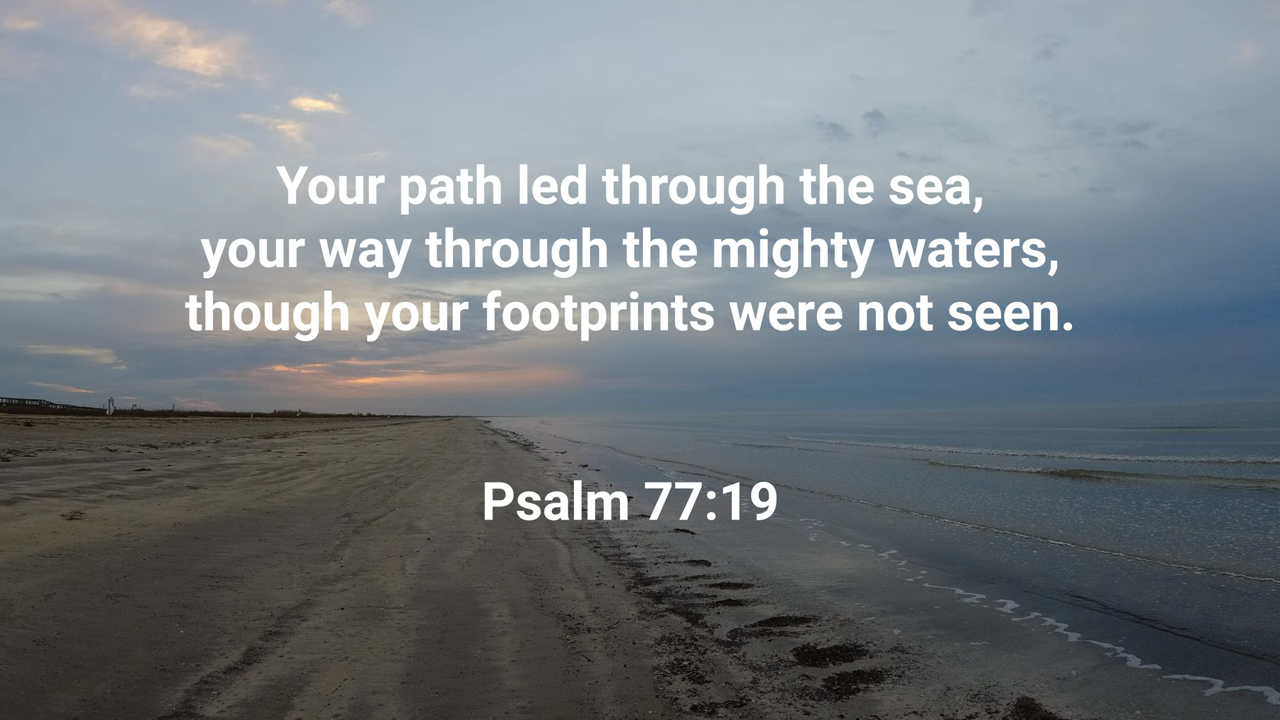 Your path led through the sea,
your way through the mighty waters,
though your footprints were not seen.
Psalm 77:19